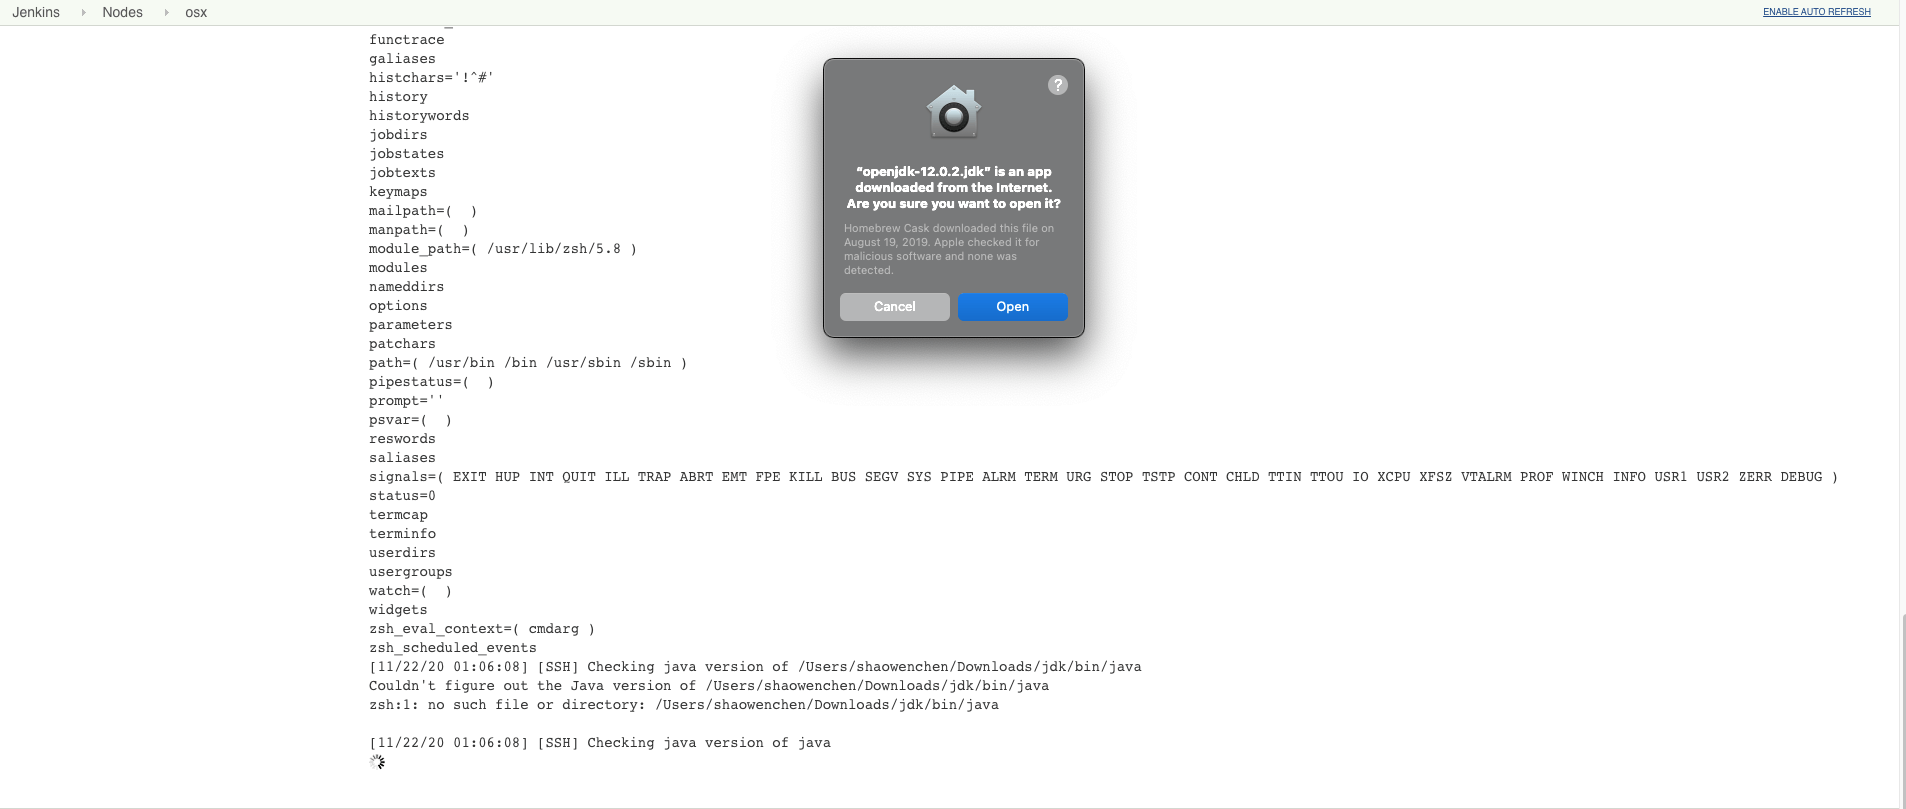 Jenkins
Nodes
osx
ENABLE AUTO REFRESH
functrace
galiases
histchars='!^#'
history
historywords
jobdirs
jobstates
jobtexts
keymaps
mailpath=(  )
manpath=(  )
module_path=( /usr/lib/zsh/5.8 )
modules
nameddirs
options
parameters
patchars
path=( /usr/bin /bin /usr/sbin /sbin )
pipestatus=(  )
prompt=''
psvar=(  )
reswords
saliases
signals=( EXIT HUP INT QUIT ILL TRAP ABRT EMT FPE KILL BUS SEGV SYS PIPE ALRM TERM URG STOP TSTP CONT CHLD TTIN TTOU IO XCPU XFSZ VTALRM PROF WINCH INFO USR1 USR2 ZERR DEBUG )
status=0
termcap
terminfo
userdirs
usergroups
watch=(  )
widgets
zsh_eval_context=( cmdarg )
zsh_scheduled_events
[11/22/20 01:06:08] [SSH] Checking java version of /Users/shaowenchen/Downloads/jdk/bin/java
Couldn't figure out the Java version of /Users/shaowenchen/Downloads/jdk/bin/java
zsh:1: no such file or directory: /Users/shaowenchen/Downloads/jdk/bin/java
[11/22/20 01:06:08] [SSH] Checking java version of java
?
“openjdk-12.0.2.jdk” is an app
downloaded from the Internet.
Are you sure you want to open it?
Homebrew Cask downloaded this file on
August 19, 2019. Apple checked it for
malicious software and none was
detected.
Cancel
Open